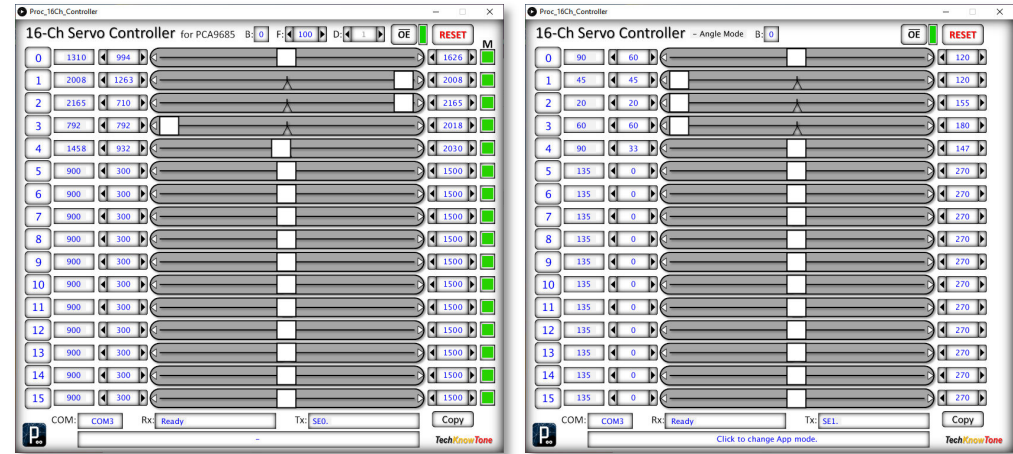 Proc_16Ch_Controller
16-Ch Servo Controller for PCA9685 B: 0 F: 100 D: 1 OE RESET
M
0 1310 994 1626
1 2008 1263 2008
2 2165 710 2165
3 792 792 2018
4 1458 932 2030
5 900 300 1500
6 900 300 1500
7 900 300 1500
8 900 300 1500
9 900 300 1500
10 900 300 1500
11 900 300 1500
12 900 300 1500
13 900 300 1500
14 900 300 1500
15 900 300 1500
COM: COM3 Rx: Ready Tx: SE0. Copy
P
–
TechKnowTone
Proc_16Ch_Controller
16-Ch Servo Controller – Angle Mode B: 0 OE RESET
0 90 60 120
1 45 45 120
2 20 20 155
3 60 60 180
4 90 33 147
5 135 0 270
6 135 0 270
7 135 0 270
8 135 0 270
9 135 0 270
10 135 0 270
11 135 0 270
12 135 0 270
13 135 0 270
14 135 0 270
15 135 0 270
COM: COM3 Rx: Ready Tx: SE1. Copy
P
Click to change App mode.
TechKnowTone